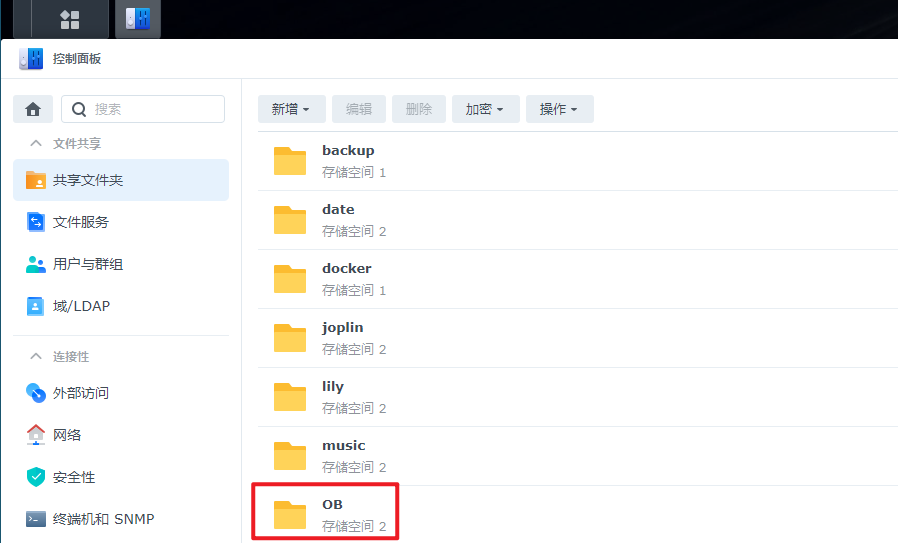 控制面板
搜索
文件共享
共享文件夹
文件服务
用户与群组
域/LDAP
连接性
外部访问
网络
安全性
终端机和 SNMP
新增 编辑 删除 加密 操作
backup
存储空间 1
date
存储空间 2
docker
存储空间 1
joplin
存储空间 2
lily
存储空间 2
music
存储空间 2
OB
存储空间 2